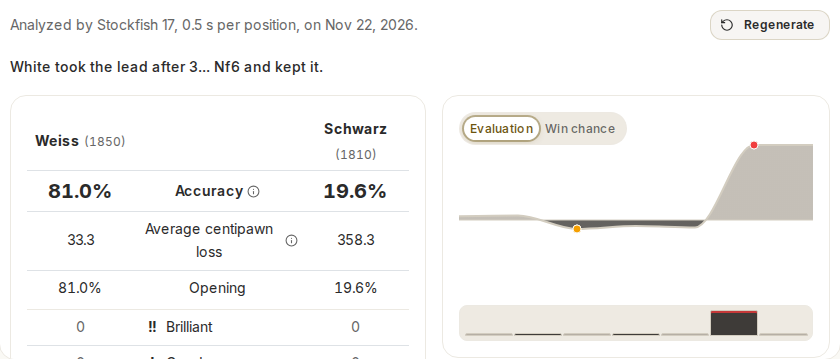 Analyzed by Stockfish 17, 0.5 s per position, on Nov 22, 2026.
Regenerate
White took the lead after 3... Nf6 and kept it.
Weiss (1850)
Schwarz
(1810)
81.0% Accuracy 19.6%
33.3 Average centipawn loss 358.3
81.0% Opening 19.6%
0 !! Brilliant 0
Evaluation Win chance